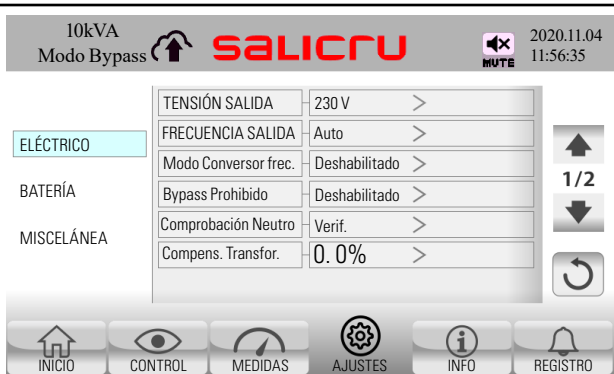 10kVA
Modo Bypass
salicru
MUTE
2020.11.04
11:56:35
ELÉCTRICO
BATERÍA
MISCELÁNEA
TENSIÓN SALIDA 230 V >
FRECUENCIA SALIDA Auto >
Modo Conversor frec. Deshabilitado >
Bypass Prohibido Deshabilitado >
Comprobación Neutro Verif. >
Compens. Transfor. 0.0% >
1/2
INICIO CONTROL MEDIDAS AJUSTES INFO REGISTRO